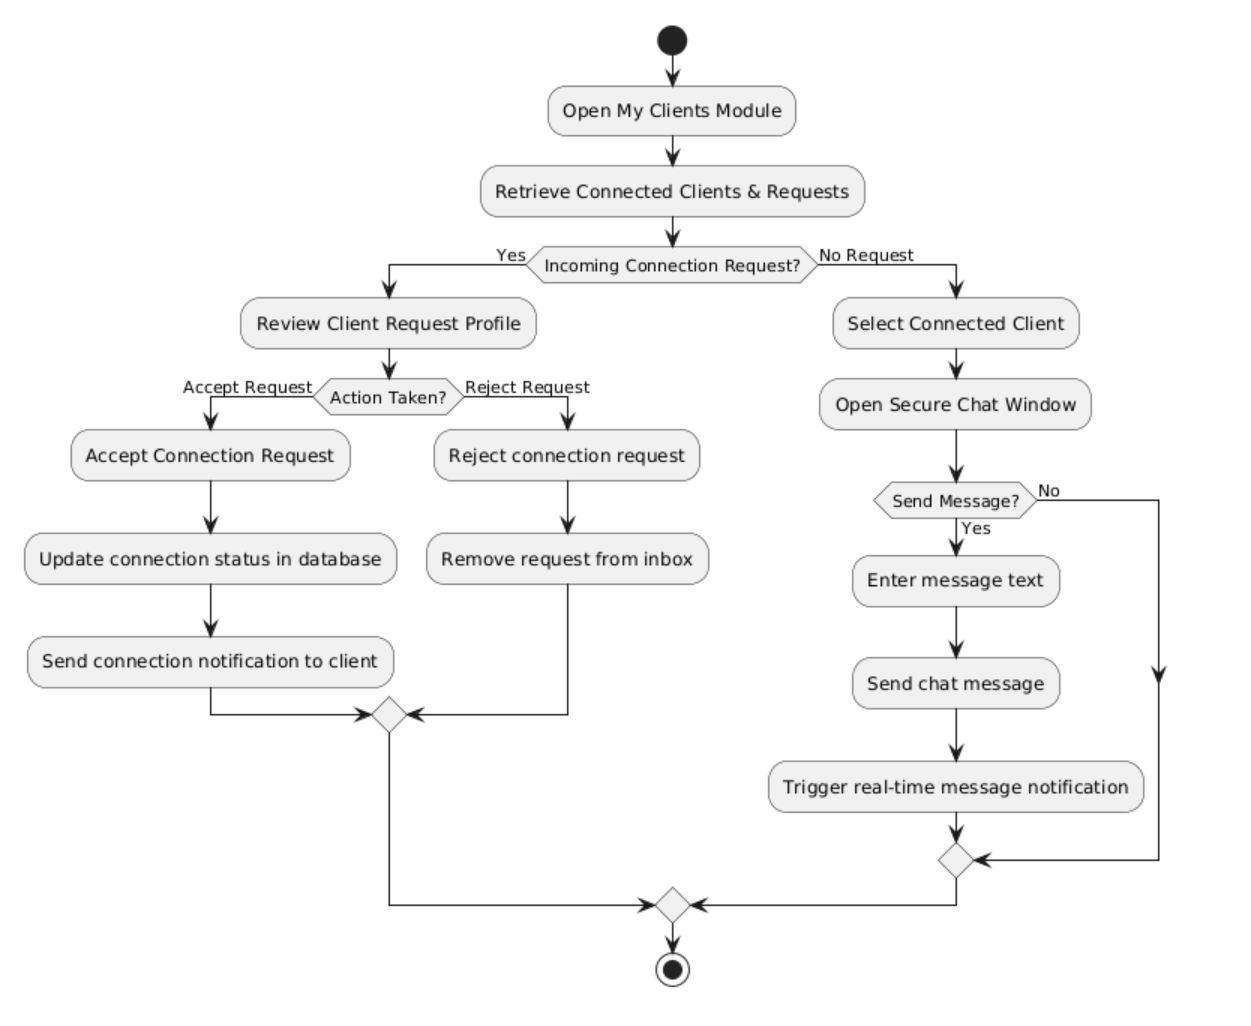 Open My Clients Module
Retrieve Connected Clients & Requests
Yes
Incoming Connection Request?
No Request
Review Client Request Profile
Select Connected Client
Accept Request
Action Taken?
Reject Request
Open Secure Chat Window
Accept Connection Request
Reject connection request
Send Message?
No
Yes
Update connection status in database
Remove request from inbox
Enter message text
Send connection notification to client
Send chat message
Trigger real-time message notification